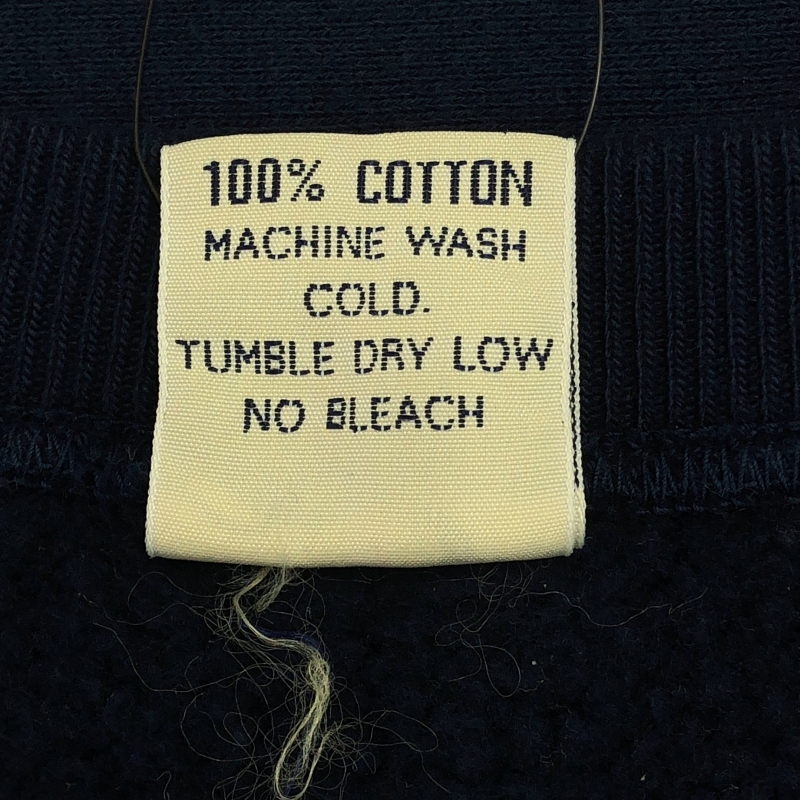 100% COTTON
MACHINE WASH
COLD.
TUMBLE DRY LOW
NO BLEACH